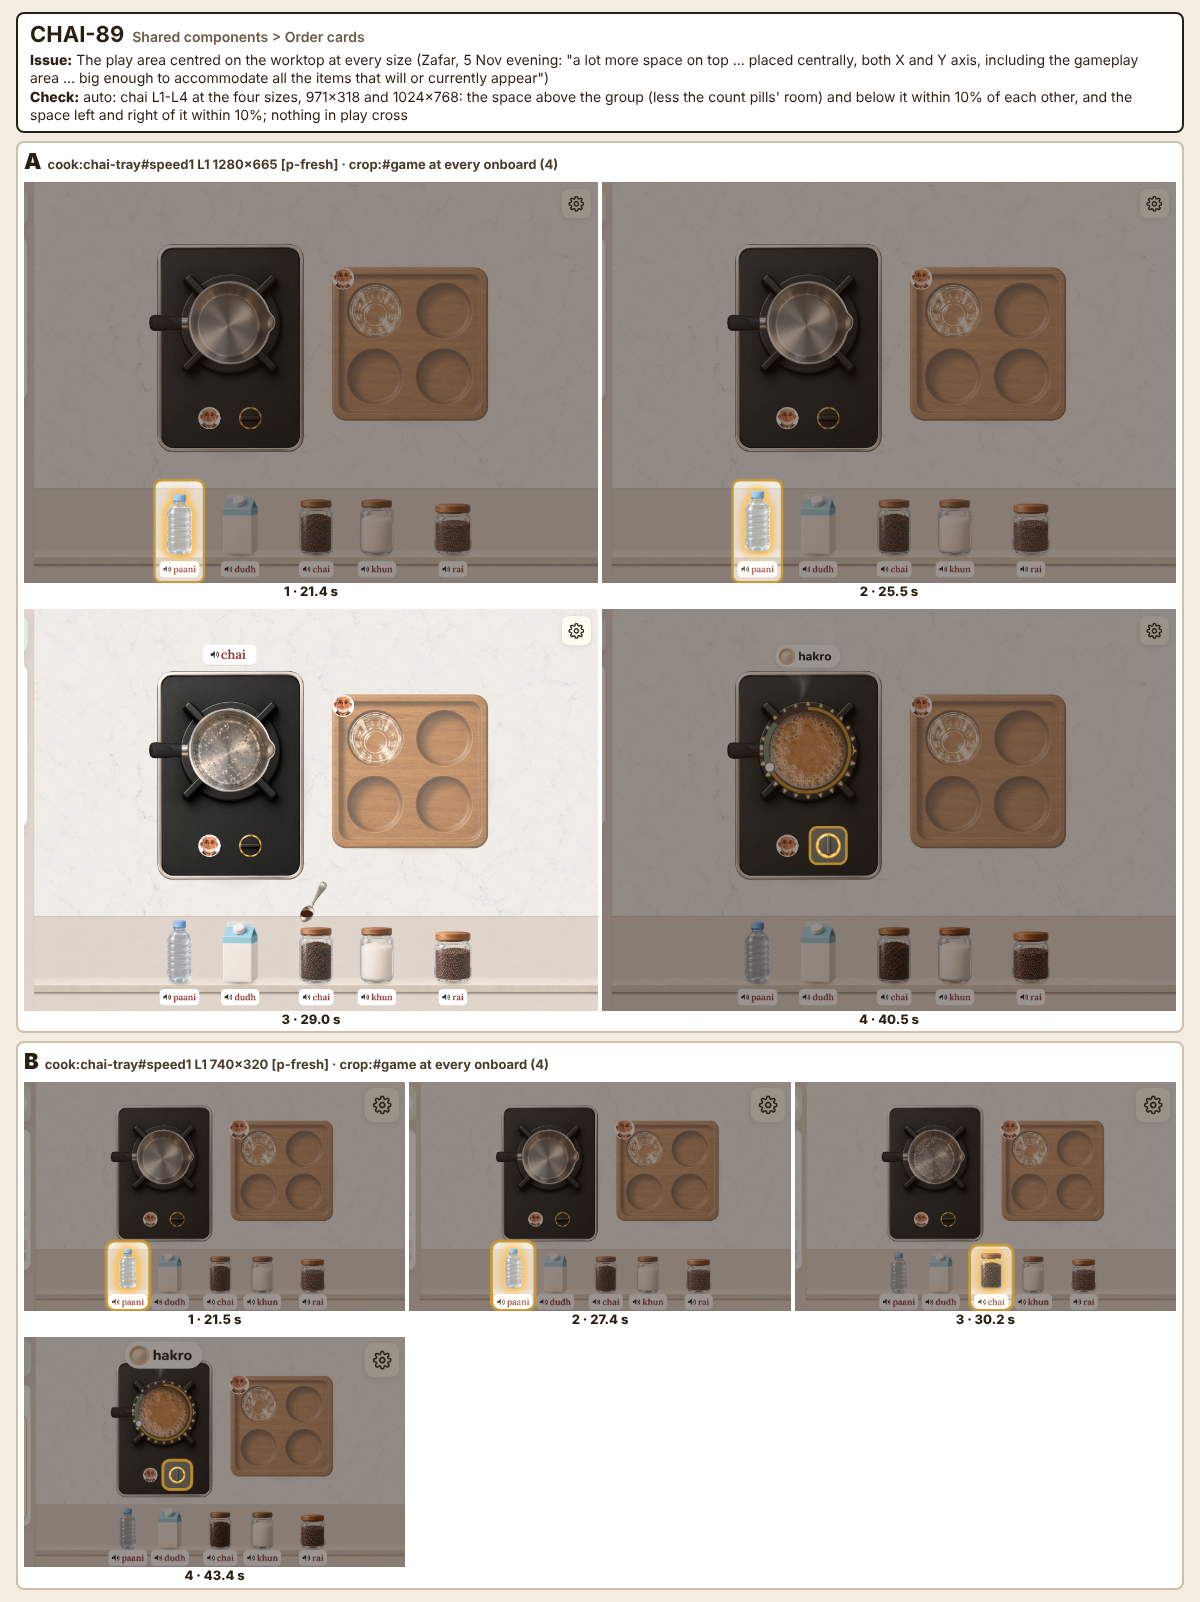 CHAI-89 Shared components > Order cards
Issue: The play area centred on the worktop at every size (Zafar, 5 Nov evening: "a lot more space on top ... placed centrally, both X and Y axis, including the gameplay
area ... big enough to accommodate all the items that will or currently appear")
Check: auto: chai L1-L4 at the four sizes, 971×318 and 1024×768: the space above the group (less the count pills' room) and below it within 10% of each other, and the
space left and right of it within 10%; nothing in play cross
A cook:chai-tray#speed1 L1 1280×665 [p-fresh] · crop:#game at every onboard (4)
paani dudh chai khun rai
paani dudh chai khun rai
1 · 21.4 s
2 · 25.5 s
chai
hakro
paani dudh chai khun rai
paani dudh chai khun rai
3 · 29.0 s
4 · 40.5 s
B cook:chai-tray#speed1 L1 740×320 [p-fresh] · crop:#game at every onboard (4)
paani dudh chai khun rai
paani dudh chai khun rai
paani dudh chai khun rai
1 · 21.5 s
2 · 27.4 s
3 · 30.2 s
hakro
paani dudh chai khun rai
4 · 43.4 s